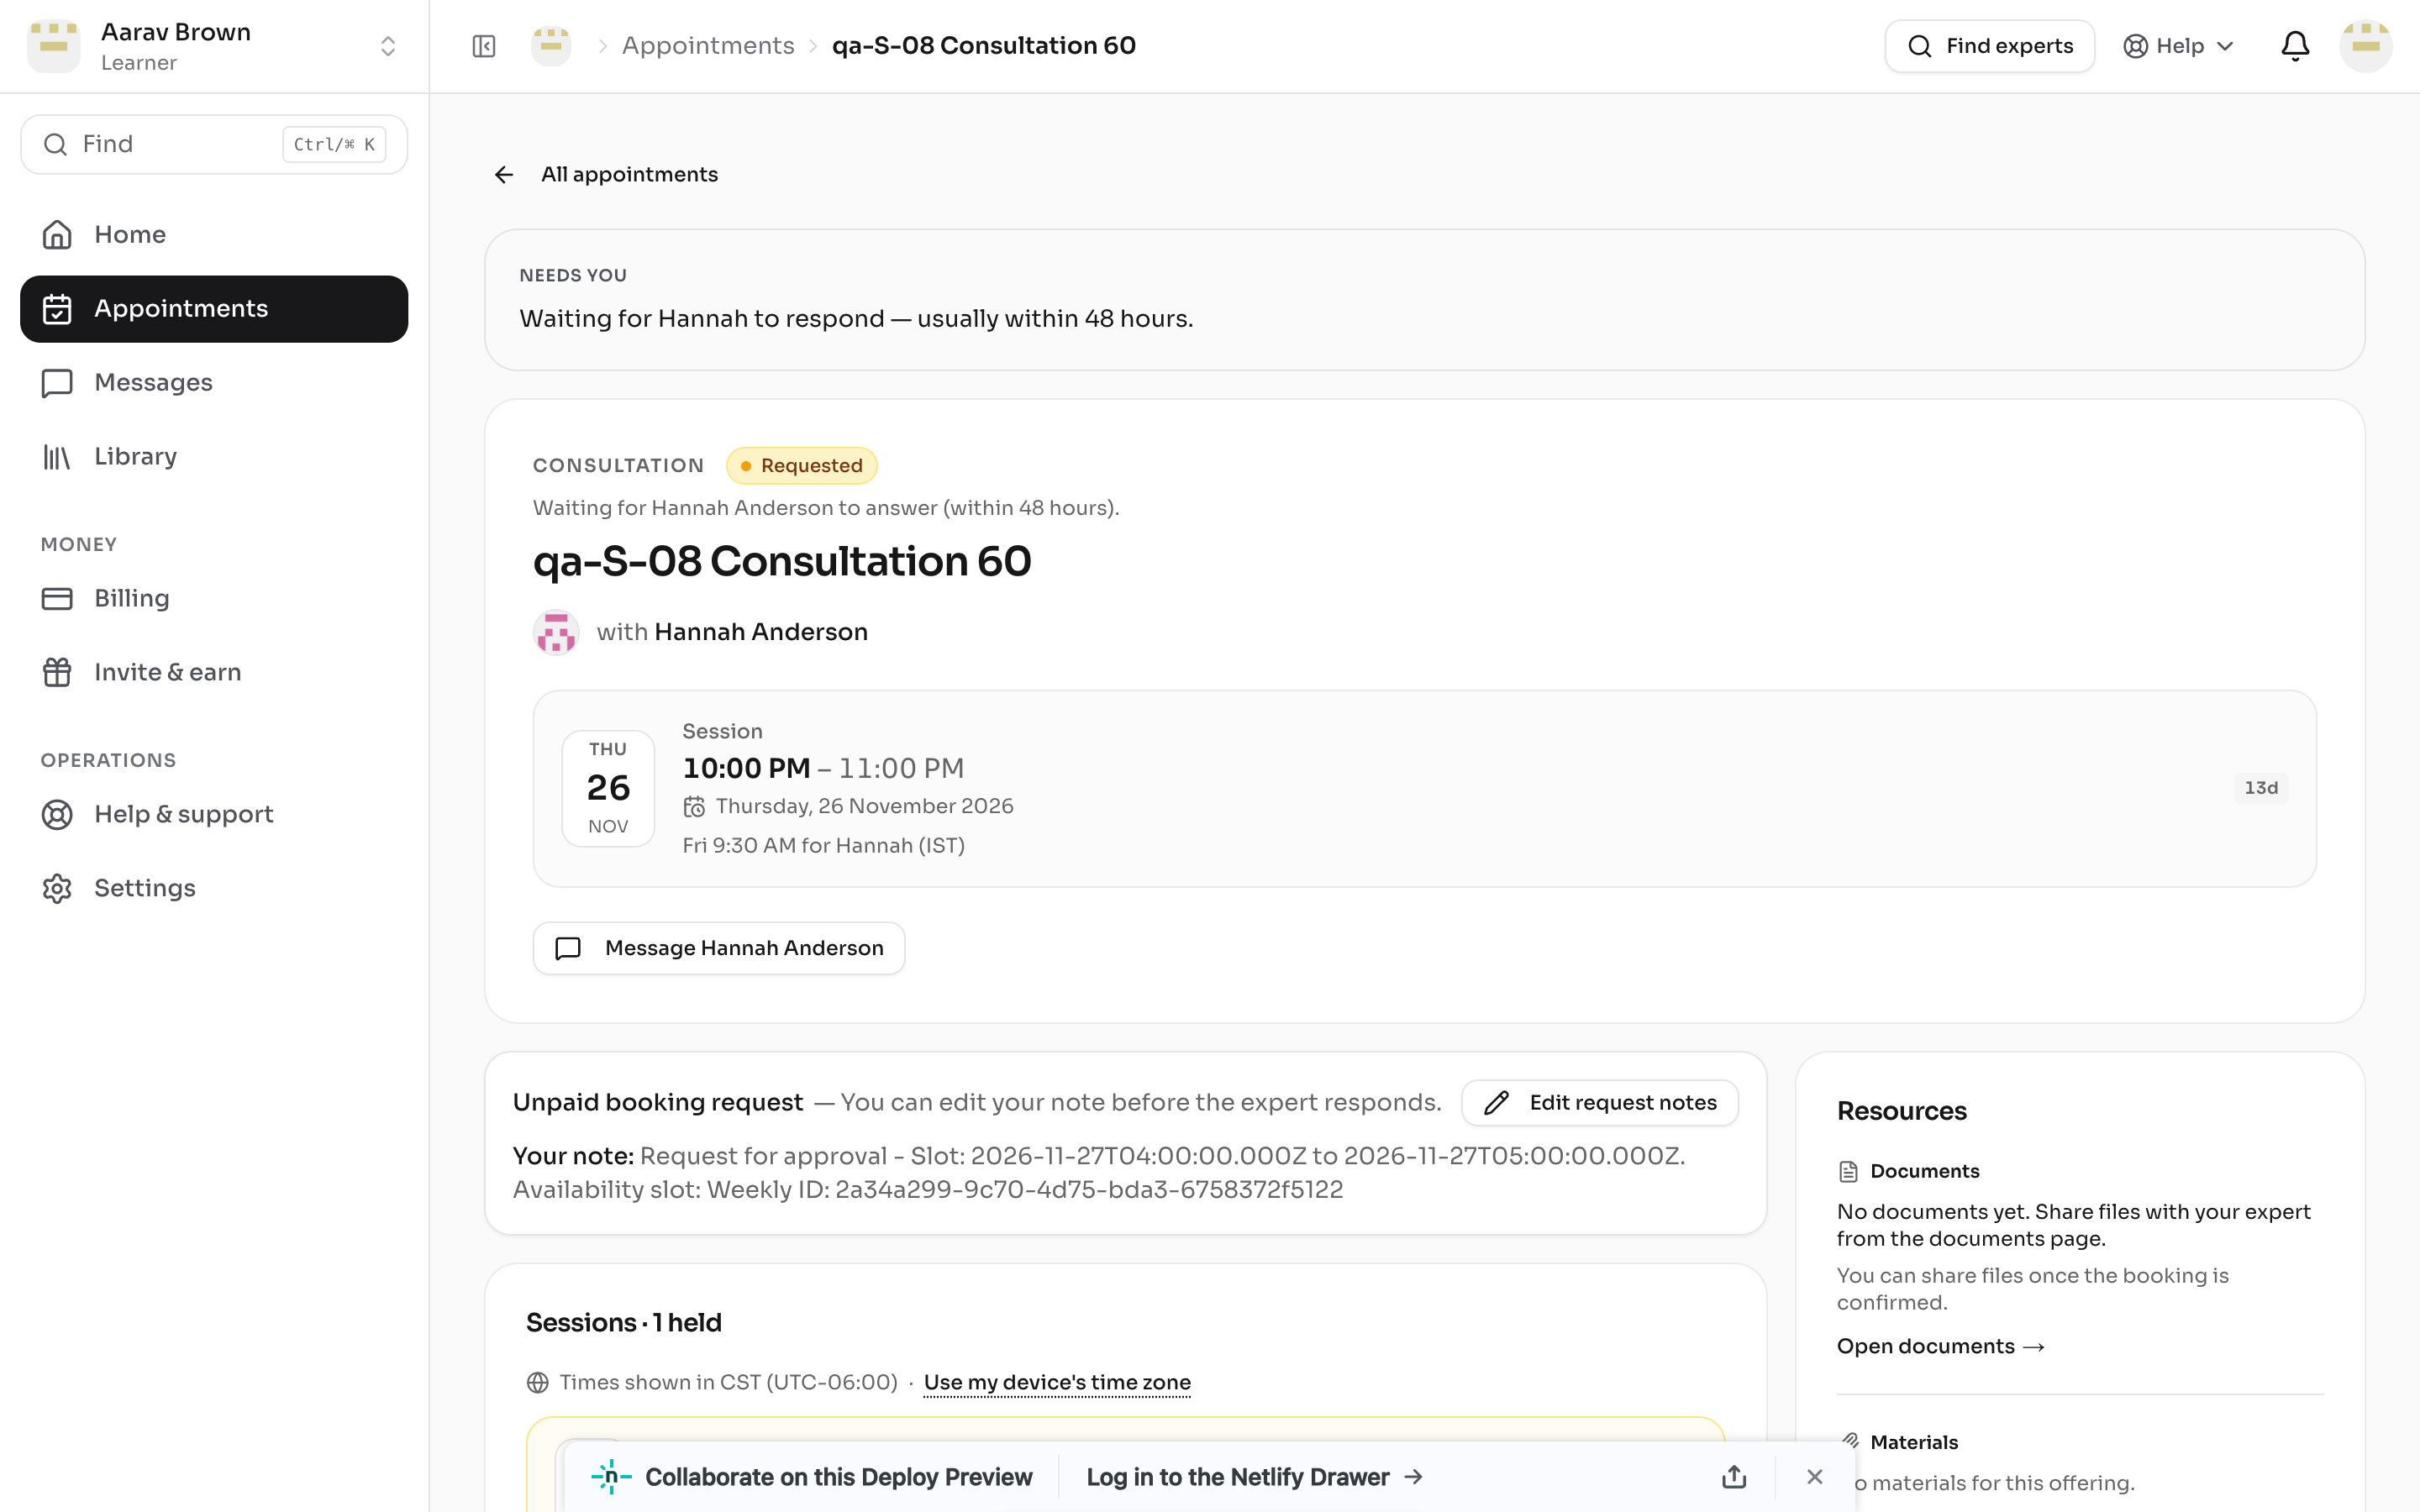 Aarav Brown
Learner
Appointments
qa-S-08 Consultation 60
Find experts
Help
Find
Ctrl/⌘ K
Home
Appointments
Messages
Library
MONEY
Billing
Invite & earn
OPERATIONS
Help & support
Settings
All appointments
NEEDS YOU
Waiting for Hannah to respond — usually within 48 hours.
CONSULTATION
Requested
Waiting for Hannah Anderson to answer (within 48 hours).
qa-S-08 Consultation 60
with Hannah Anderson
THU
26
NOV
Session
10:00 PM – 11:00 PM
Thursday, 26 November 2026
Fri 9:30 AM for Hannah (IST)
13d
Message Hannah Anderson
Unpaid booking request — You can edit your note before the expert responds.
Edit request notes
Your note: Request for approval - Slot: 2026-11-27T04:00:00.000Z to 2026-11-27T05:00:00.000Z.
Availability slot: Weekly ID: 2a34a299-9c70-4d75-bda3-6758372f5122
Sessions · 1 held
Times shown in CST (UTC-06:00) · Use my device's time zone
Resources
Documents
No documents yet. Share files with your expert
from the documents page.
You can share files once the booking is
confirmed.
Open documents →
Materials
materials for this offering.
Collaborate on this Deploy Preview
Log in to the Netlify Drawer →